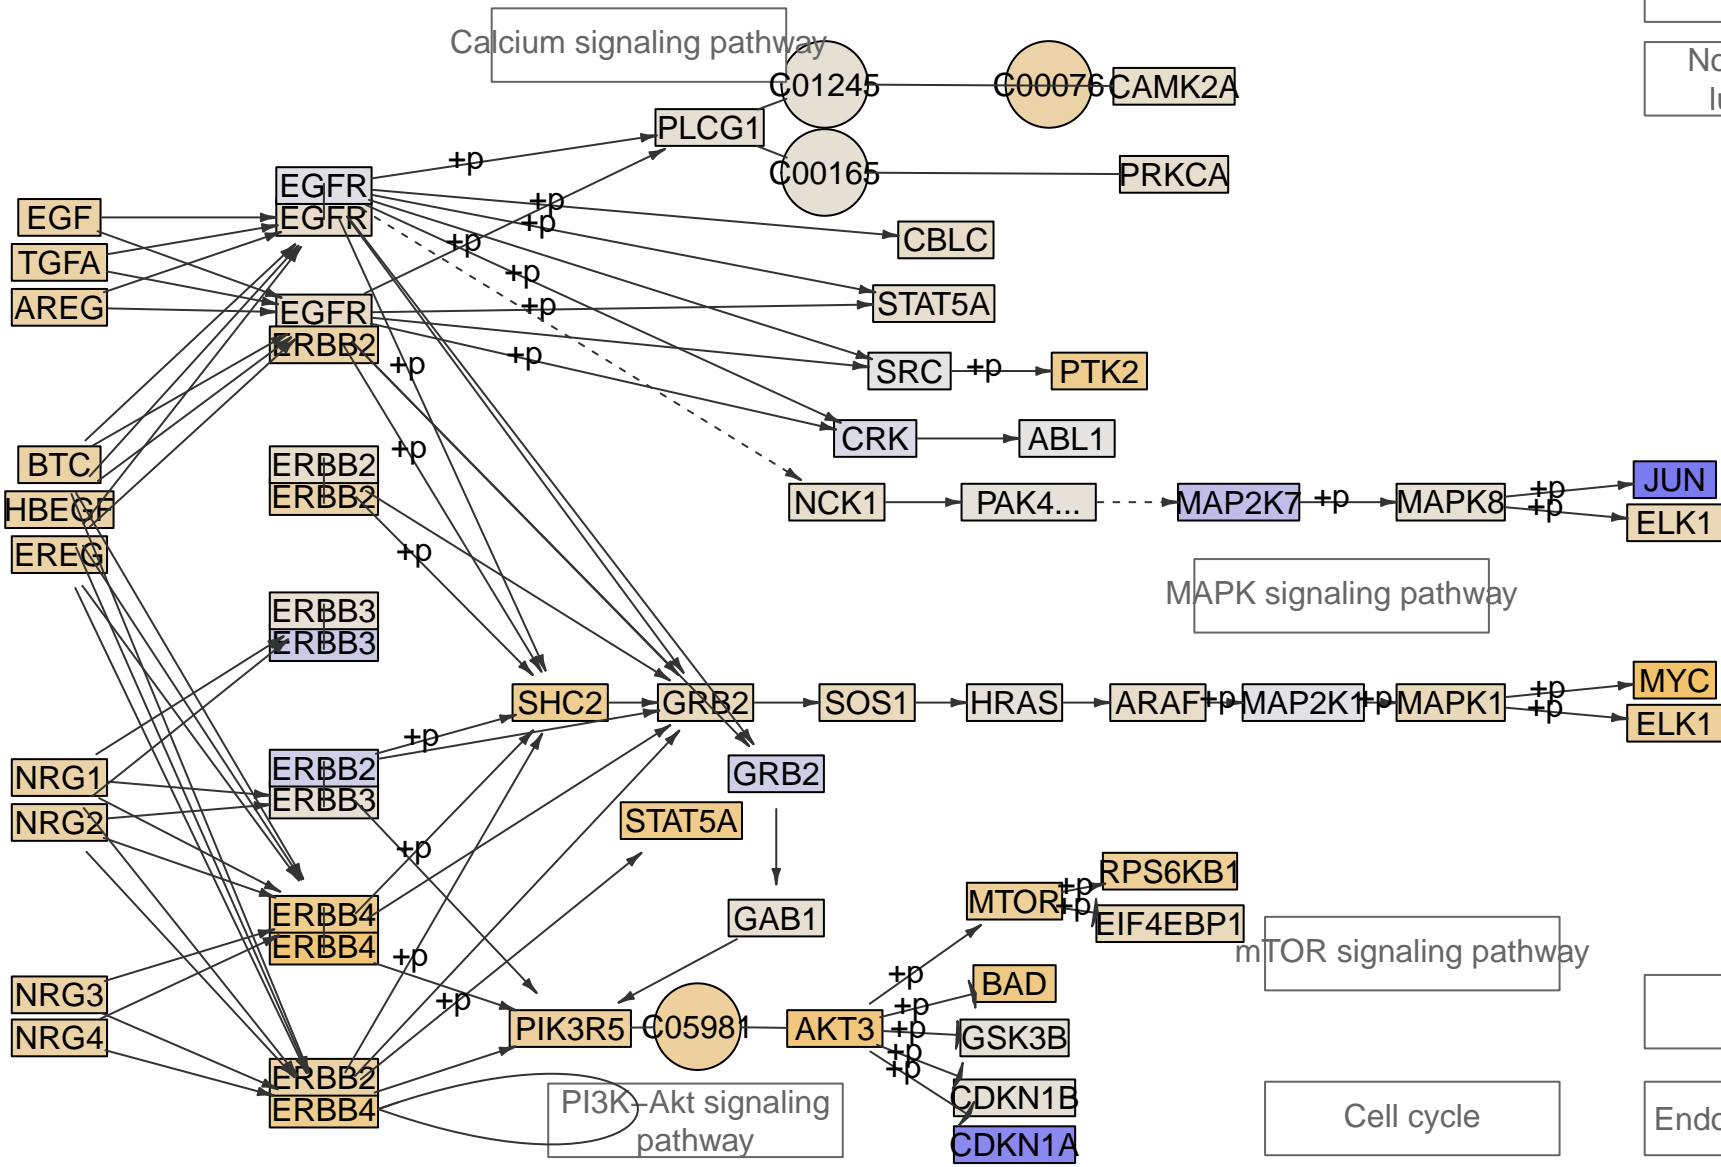 Calcium signaling pathway
No
lu
C01245
C00076
CAMK2A
PLCG1
C00165
PRKCA
+p
EGFR
EGFR
EGF
TGFA
AREG
+p
+p
+p
CBLC
+p
+p
STAT5A
EGFR
ERBB2
+p
+p
SRC
+p
PTK2
CRK
ABL1
+p
BTC
HBEGF
EREG
ERBB2
ERBB2
NCK1
PAK4...
MAP2K7
+p
MAPK8
+p
+p
JUN
ELK1
+p
MAPK signaling pathway
ERBB3
ERBB3
SHC2
GRB2
SOS1
HRAS
ARAF
+p
MAP2K1
+p
MAPK1
+p
+p
MYC
ELK1
+p
ERBB2
ERBB3
GRB2
NRG1
NRG2
STAT5A
+p
ERBB4
ERBB4
GAB1
MTOR
+p
+p
RPS6KB1
EIF4EBP1
mTOR signaling pathway
+p
+p
NRG3
NRG4
+p
BAD
PIK3R5
C05981
AKT3
+p
+p
+p
+p
GSK3B
ERBB2
ERBB4
PI3K–Akt signaling
pathway
CDKN1B
CDKN1A
Cell cycle
Endo